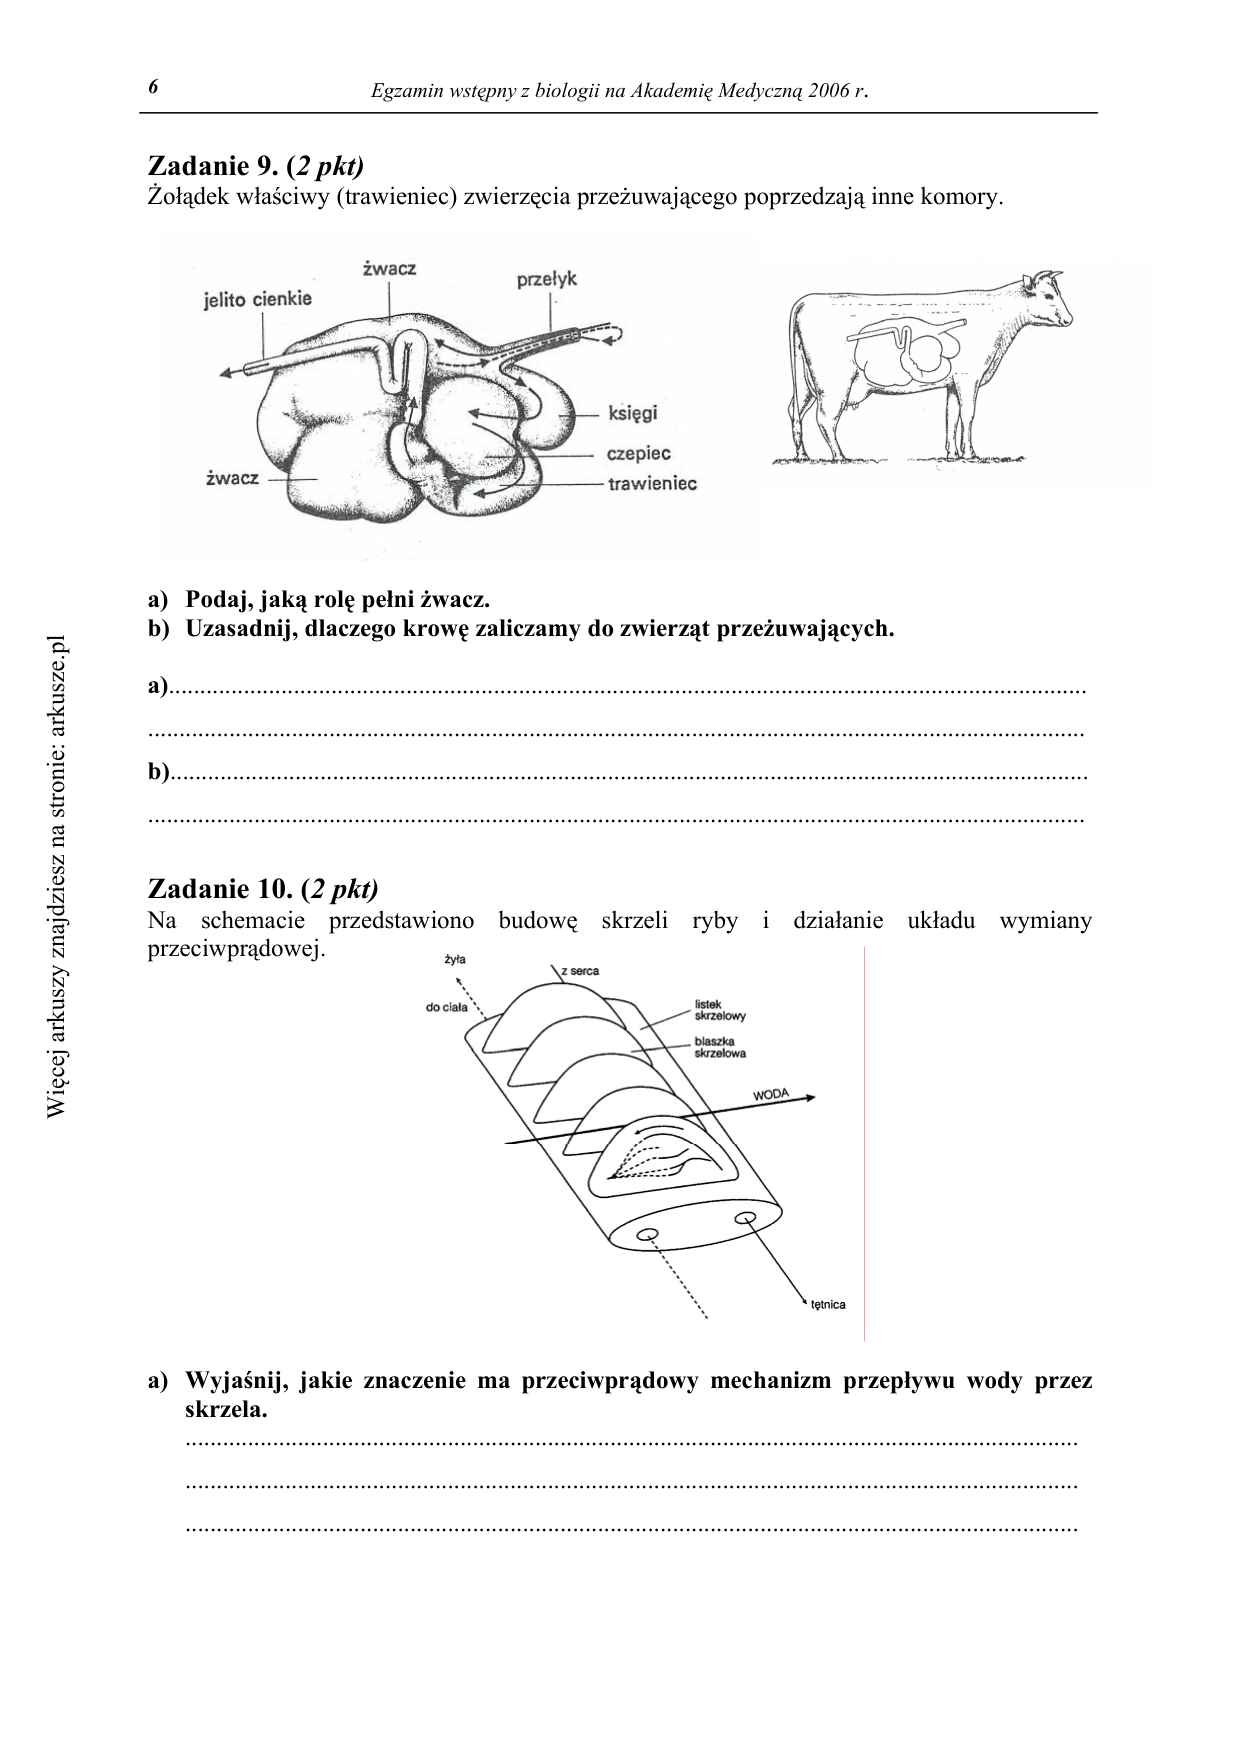 6
Egzamin wstępny z biologii na Akademię Medyczną 2006 r.
Zadanie 9. (2 pkt)
Żołądek właściwy (trawieniec) zwierzęcia przeżuwającego poprzedzają inne komory.
żwacz
przełyk
jelito cienkie
księgi
czepiec
żwacz
trawieniec
a) Podaj, jaką rolę pełni żwacz.
b) Uzasadnij, dlaczego krowę zaliczamy do zwierząt przeżuwających.
a)....................................................................................................................................................
.......................................................................................................................................................
b)....................................................................................................................................................
.......................................................................................................................................................
Zadanie 10. (2 pkt)
Na schemacie przedstawiono budowę skrzeli ryby i działanie układu wymiany
przeciwprądowej.
żyła
z serca
do ciała
listek
skrzelowy
blaszka
skrzelowa
WODA
tętnica
a) Wyjaśnij, jakie znaczenie ma przeciwprądowy mechanizm przepływu wody przez
skrzela.
................................................................................................................................................
................................................................................................................................................
................................................................................................................................................
Więcej arkuszy znajdziesz na stronie: arkusze.pl